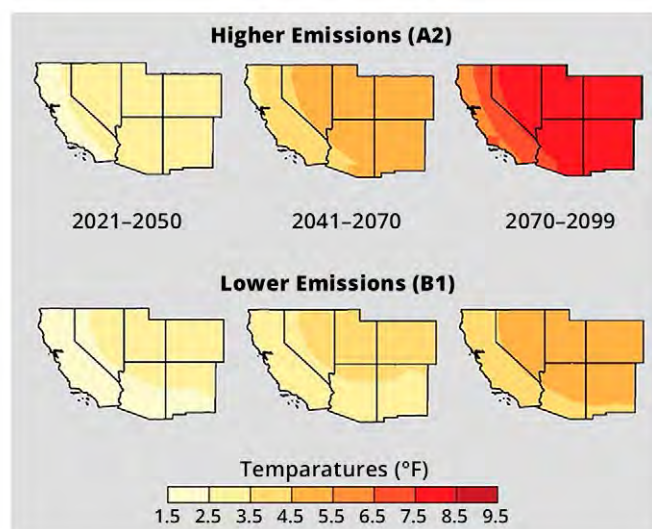 Higher Emissions (A2)
2021–2050 2041–2070 2070–2099
Lower Emissions (B1)
Temparatures (°F)
1.5 2.5 3.5 4.5 5.5 6.5 7.5 8.5 9.5